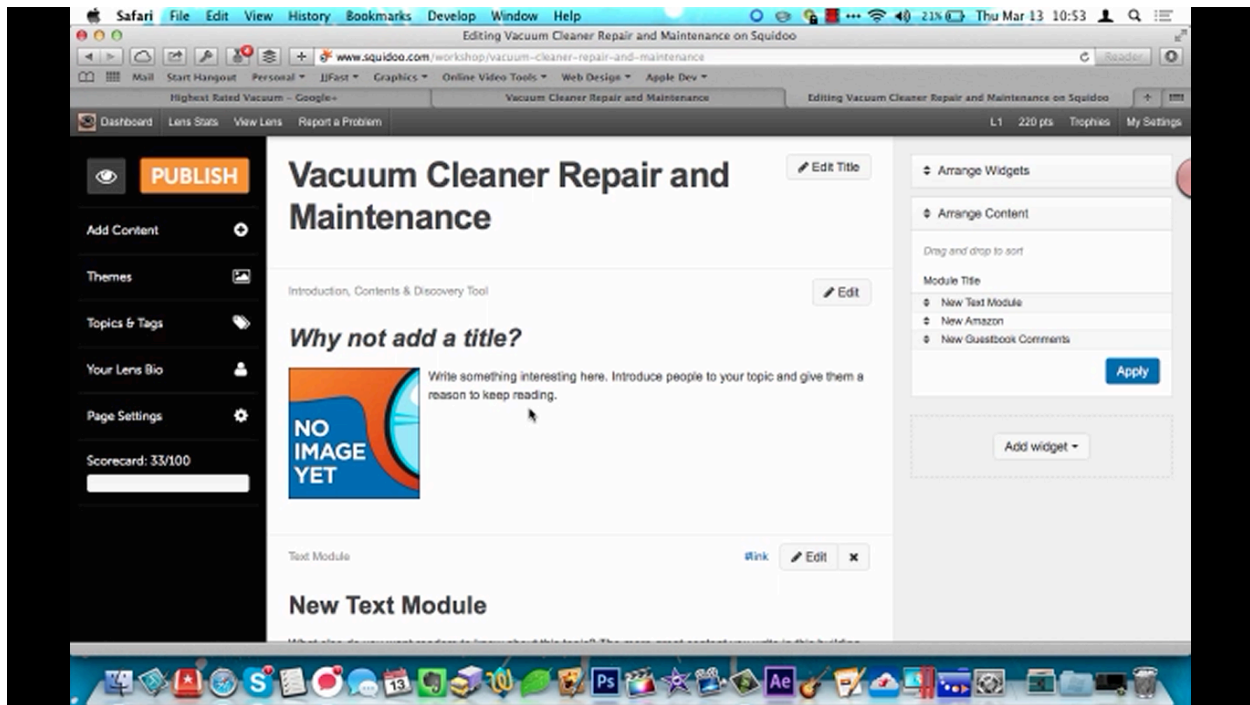 Safari File Edit View History Bookmarks Develop Window Help 21% Thu Mar 13 10:53
Editing Vacuum Cleaner Repair and Maintenance on Squidoo
www.squidoo.com/workshop/vacuum-cleaner-repair-and-maintenance Reader
Mail Start Hangout Personal JJFast Graphics Online Video Tools Web Design Apple Dev
Highest Rated Vacuum – Google+ Vacuum Cleaner Repair and Maintenance Editing Vacuum Cleaner Repair and Maintenance on Squidoo
Dashboard Lens Stats View Lens Report a Problem L1 220 pts Trophies My Settings
PUBLISH
Add Content
Themes
Topics & Tags
Your Lens Bio
Page Settings
Scorecard: 33/100
Vacuum Cleaner Repair and
Maintenance
Edit Title
Introduction, Contents & Discovery Tool
Edit
Why not add a title?
NO
IMAGE
YET
Write something interesting here. Introduce people to your topic and give them a
reason to keep reading.
Text Module
#link Edit
New Text Module
Arrange Widgets
Arrange Content
Drag and drop to sort
Module Title
New Text Module
New Amazon
New Guestbook Comments
Apply
Add widget
13
Ps
Ae